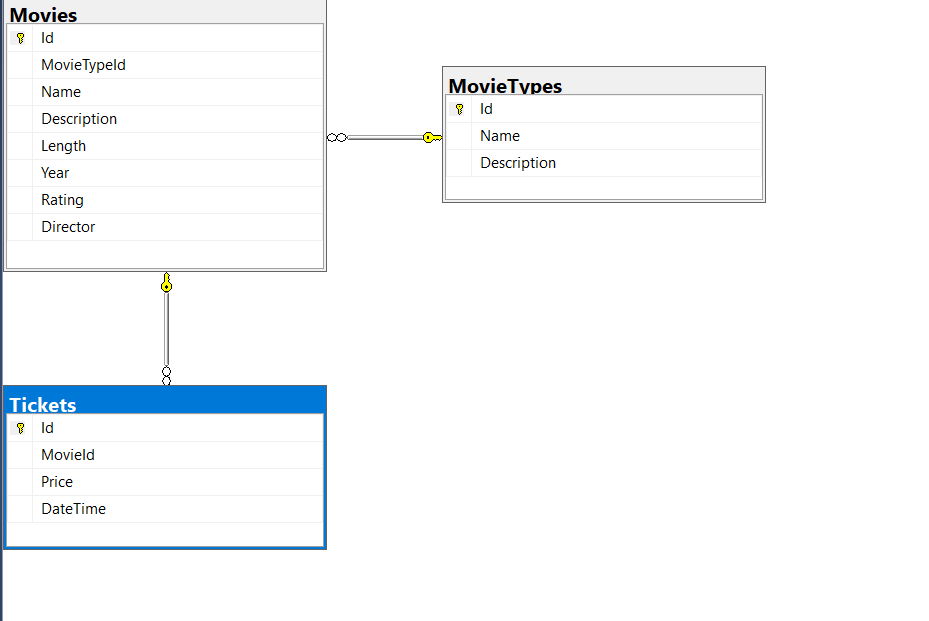 Movies
Id
MovieTypeId
Name
Description
Length
Year
Rating
Director
MovieTypes
Id
Name
Description
Tickets
Id
MovieId
Price
DateTime